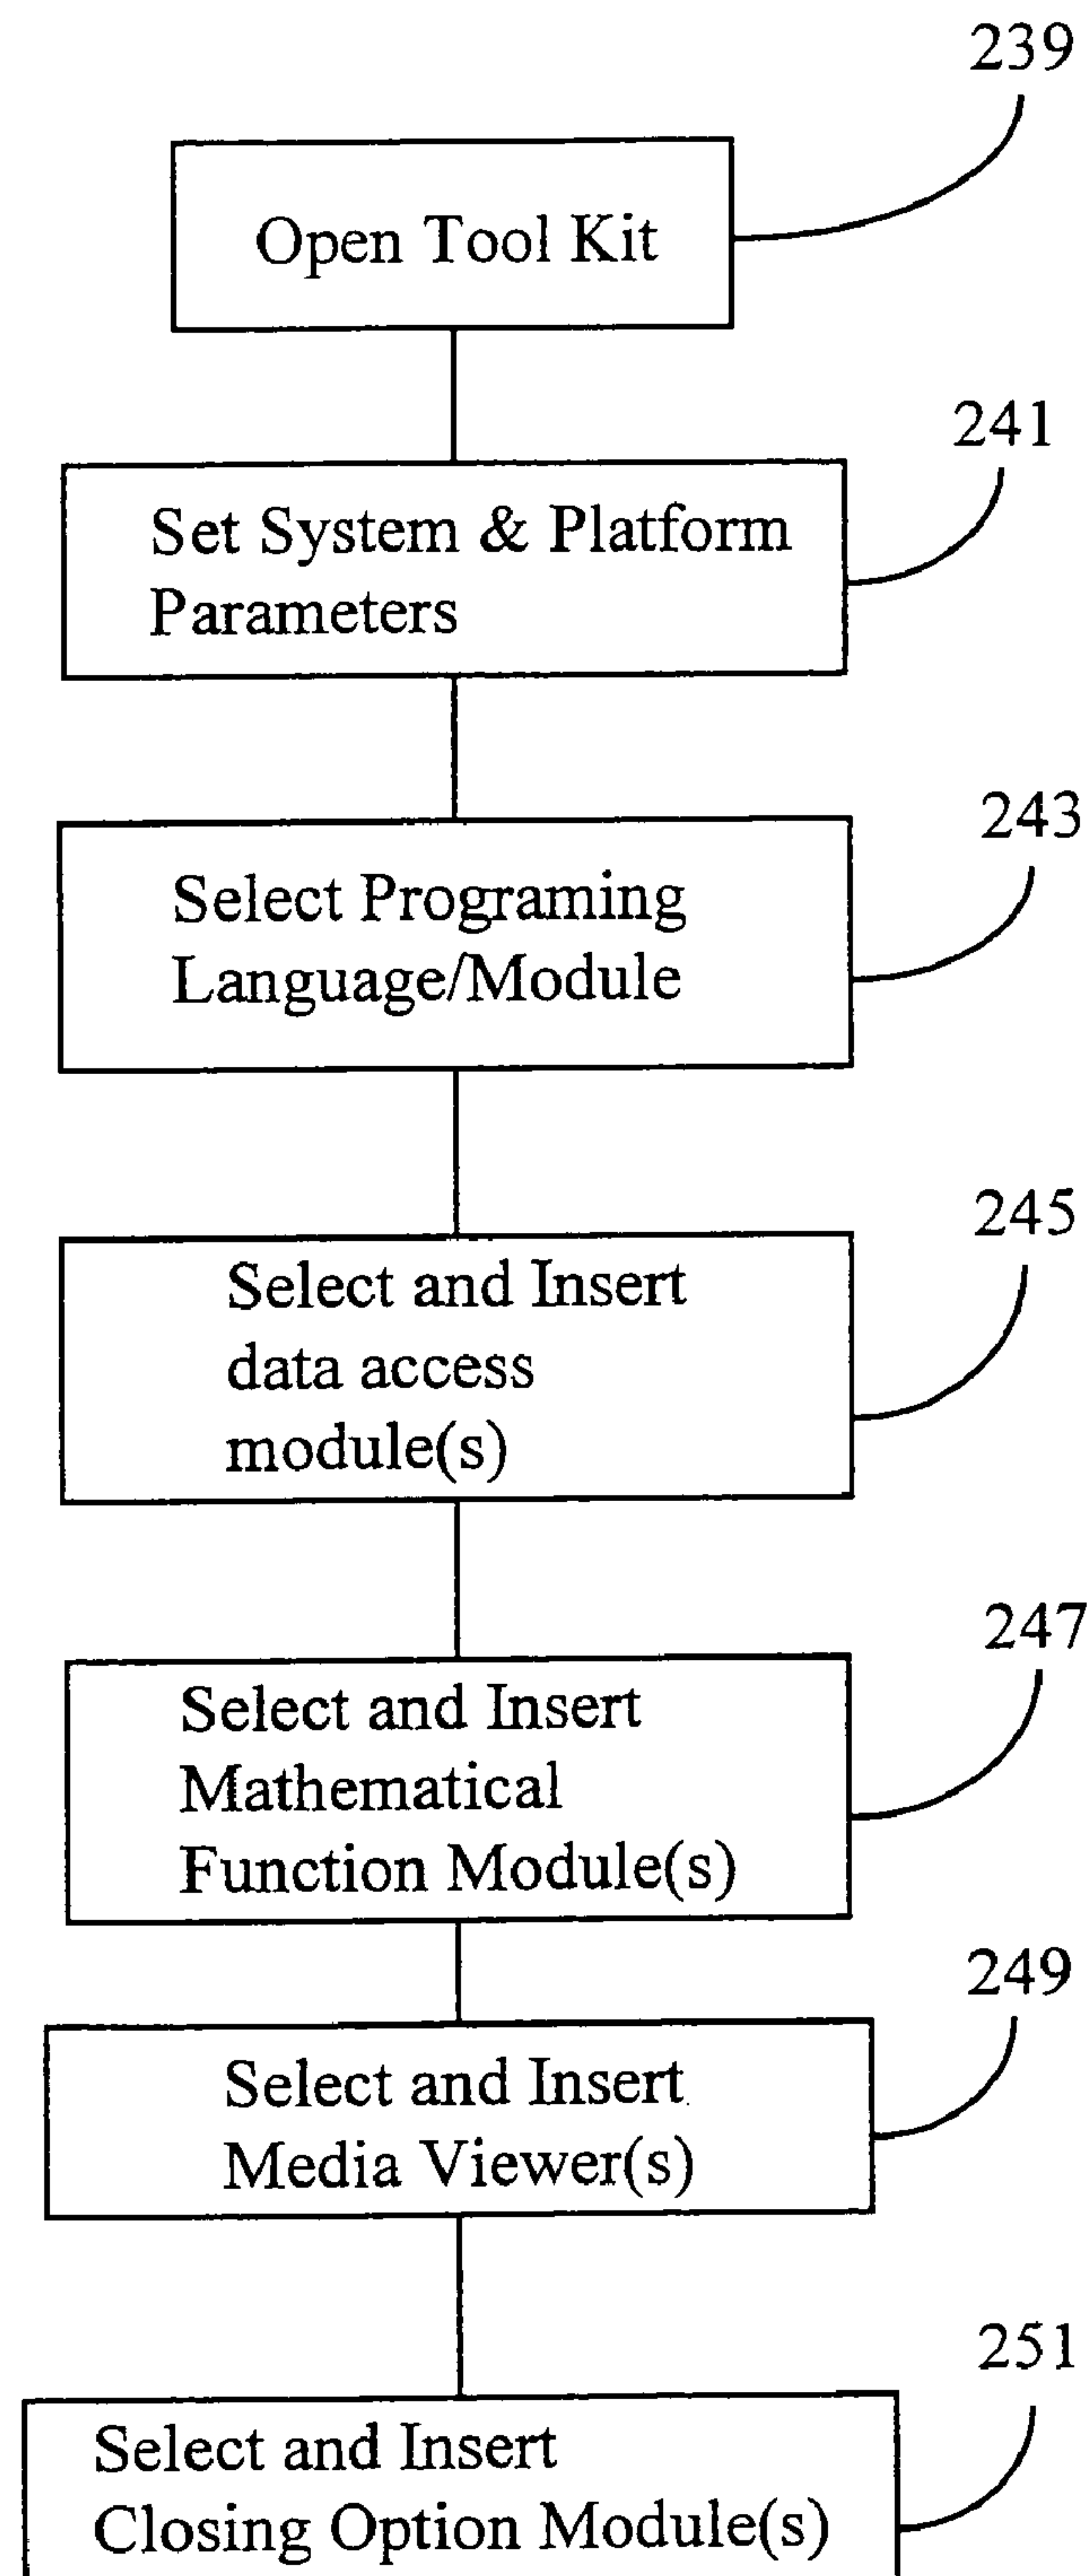 239
Open Tool Kit
241
Set System & Platform
Parameters
243
Select Programing
Language/Module
245
Select and Insert
data access
module(s)
247
Select and Insert
Mathematical
Function Module(s)
249
Select and Insert
Media Viewer(s)
251
Select and Insert
Closing Option Module(s)